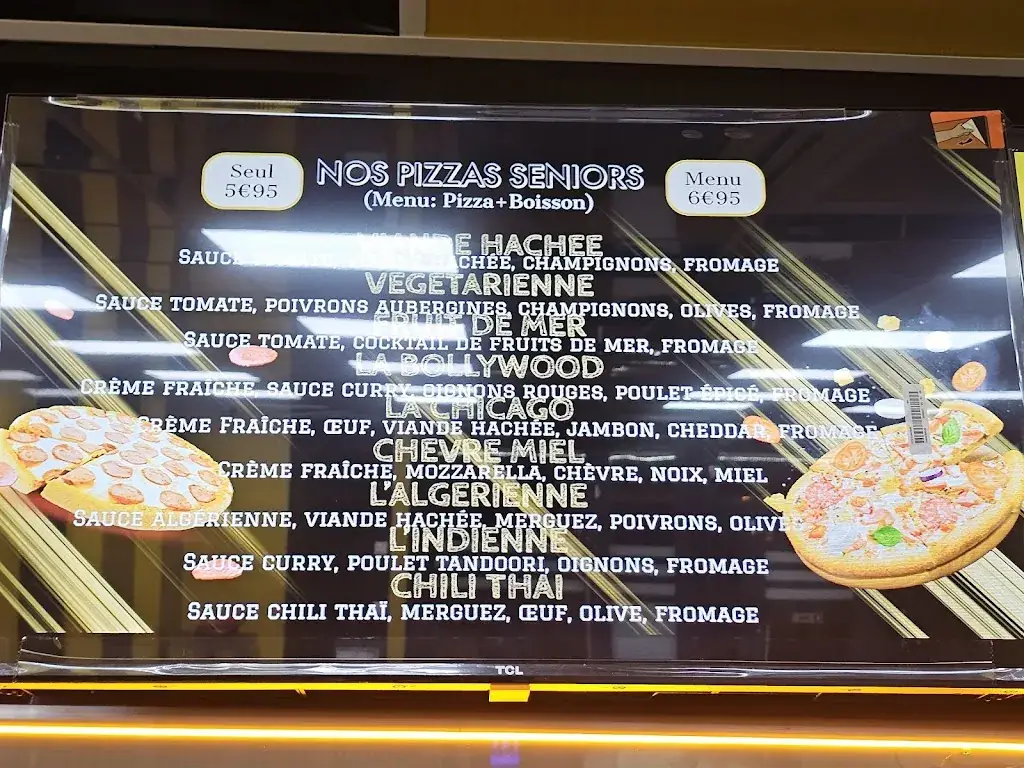 Seul
5€95
NOS PIZZAS SENIORS
(Menu: Pizza+Boisson)
Menu
6€95
VIANDE HACHEE
SAUCE TOMATE, VIANDE HACHÉE, CHAMPIGNONS, FROMAGE
VEGETARIENNE
SAUCE TOMATE, POIVRONS AUBERGINES, CHAMPIGNONS, OLIVES, FROMAGE
FRUIT DE MER
SAUCE TOMATE, COCKTAIL DE FRUITS DE MER, FROMAGE
LA BOLLYWOOD
CRÈME FRAICHE, SAUCE CURRY, OIGNONS ROUGES, POULET ÉPICÉ, FROMAGE
LA CHICAGO
CRÈME FRAÎCHE, ŒUF, VIANDE HACHÉE, JAMBON, CHEDDAR, FROMAGE
CHEVRE MIEL
CRÈME FRAÎCHE, MOZZARELLA, CHÈVRE, NOIX, MIEL
L'ALGERIENNE
SAUCE ALGÉRIENNE, VIANDE HACHÉE, MERGUEZ, POIVRONS, OLIVES
L'INDIENNE
SAUCE CURRY, POULET TANDOORI, OIGNONS, FROMAGE
CHILI THAI
SAUCE CHILI THAÏ, MERGUEZ, ŒUF, OLIVE, FROMAGE
TCL